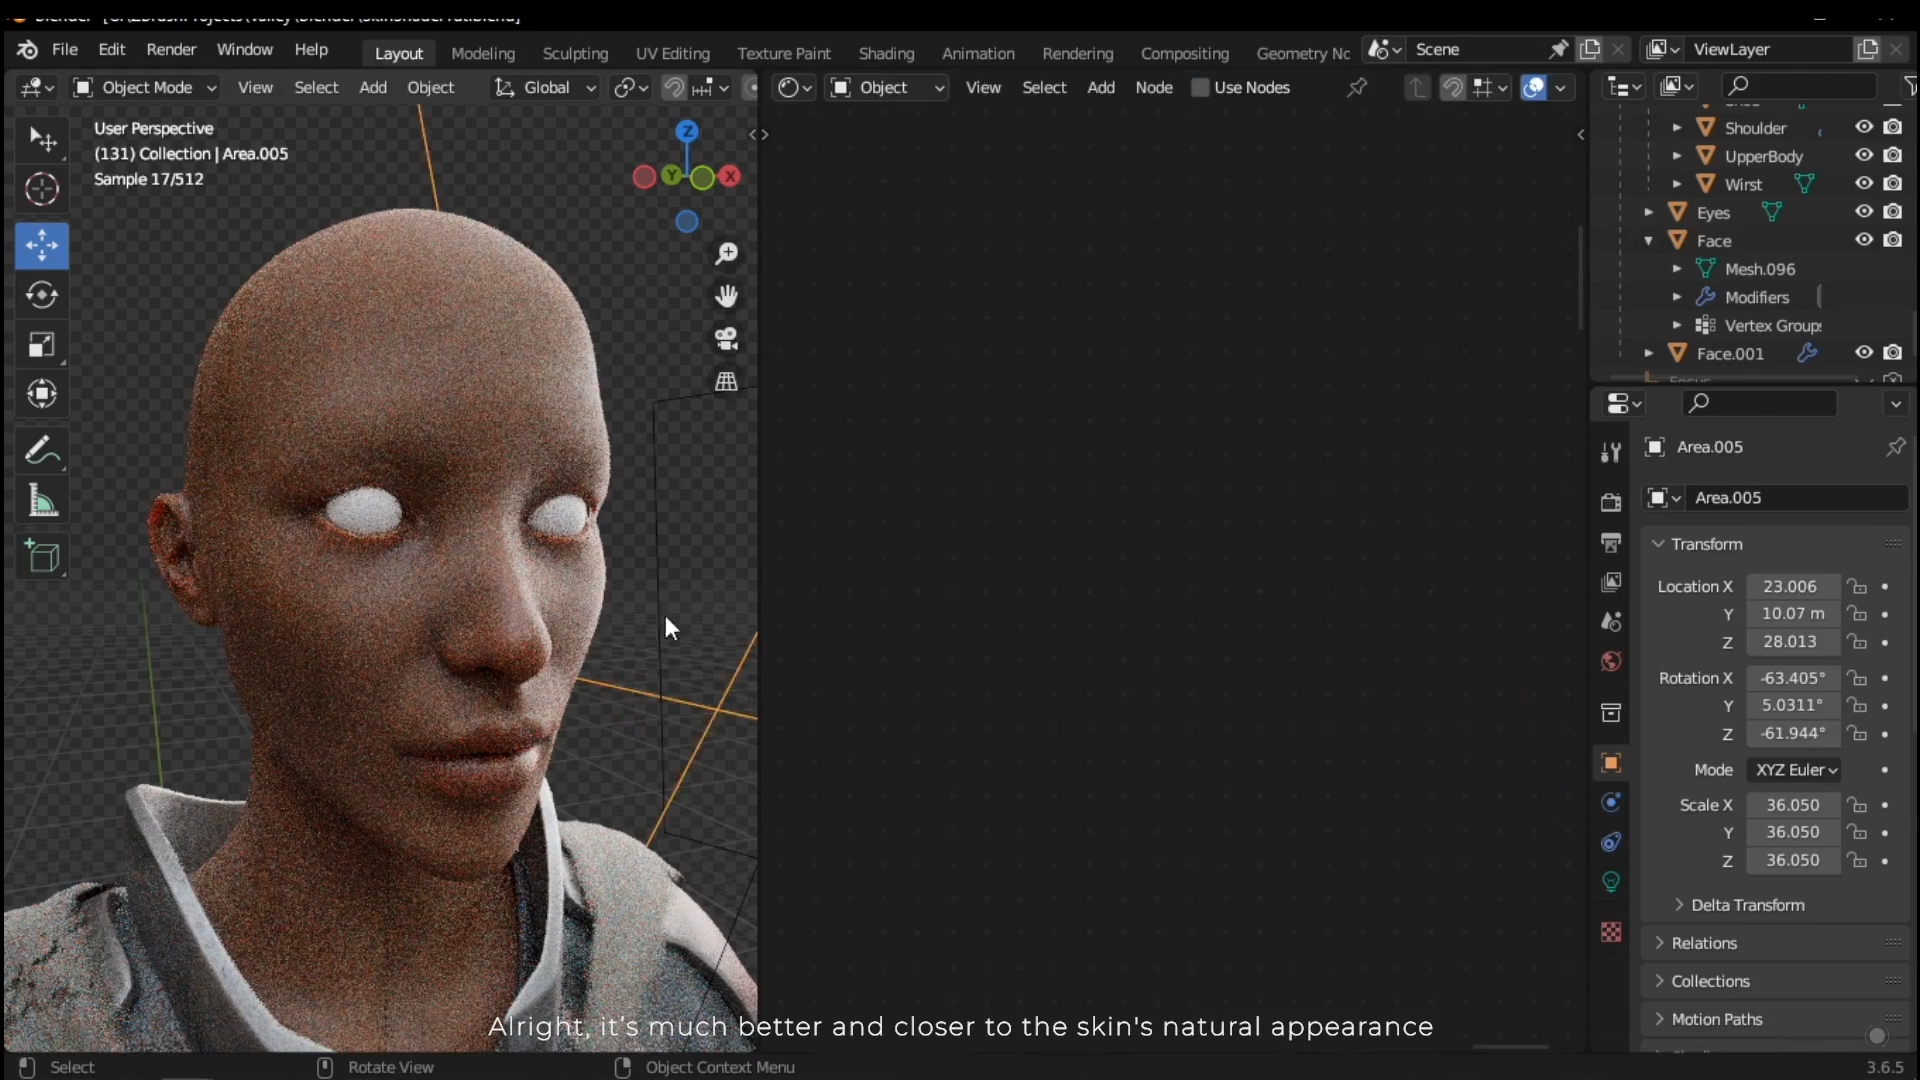 File Edit Render Window Help Layout Modeling Sculpting UV Editing Texture Paint Shading Animation Rendering Compositing Geometry Nc Scene ViewLayer
Object Mode View Select Add Object Global Object View Select Add Node Use Nodes
User Perspective
(131) Collection | Area.005
Sample 17/512
Z
Y
X
Shoulder
UpperBody
Wirst
Eyes
Face
Mesh.096
Modifiers
Vertex Group
Face.001
Area.005
Area.005
Transform
Location X 23.006
Y 10.07 m
Z 28.013
Rotation X -63.405°
Y 5.0311°
Z -61.944°
Mode XYZ Euler
Scale X 36.050
Y 36.050
Z 36.050
Delta Transform
Relations
Collections
Motion Paths
Alright, it's much better and closer to the skin's natural appearance
Select Rotate View Object Context Menu 3.6.5